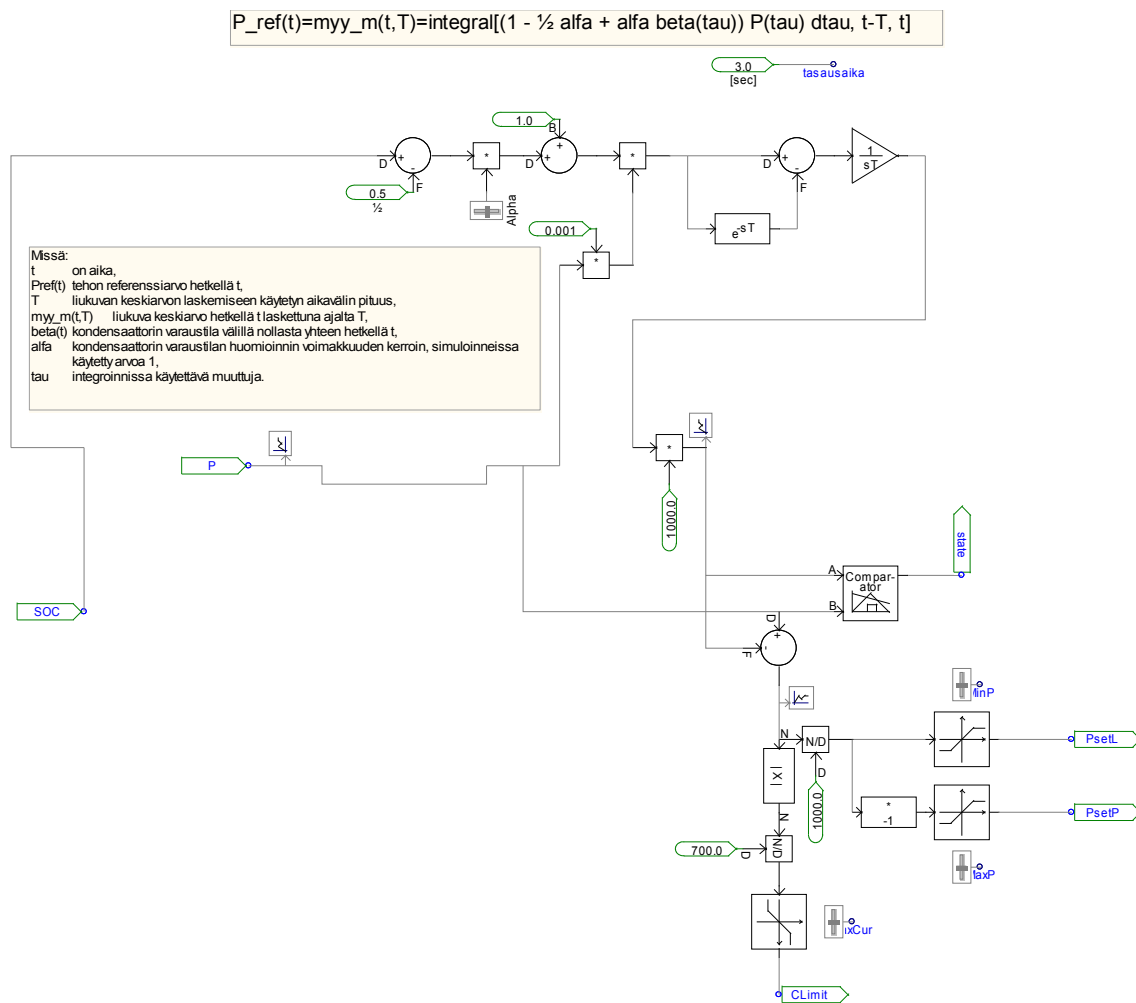 P_ref(t)=myy_m(t,T)=integral[(1 - ½ alfa + alfa beta(tau)) P(tau) dtau, t-T, t]
3.0
[sec]
tasausaika
1.0
B
D
+
-
F
*
D
+
+
*
D
+
-
F
1
sT
0.5
½
Alpha
0.001
*
e-sT
Missä:
t on aika,
Pref(t) tehon referenssiarvo hetkellä t,
T liukuvan keskiarvon laskemiseen käytetyn aikavälin pituus,
myy_m(t,T) liukuva keskiarvo hetkellä t laskettuna ajalta T,
beta(t) kondensaattorin varaustila välillä nollasta yhteen hetkellä t,
alfa kondensaattorin varaustilan huomioinnin voimakkuuden kerroin, simuloinneissa
käytetty arvoa 1,
tau integroinnissa käytettävä muuttuja.
P
*
1000.0
state
A
Compar-
ator
B
SOC
D
+
-
F
inP
N
N/D
D
PsetL
|X|
1000.0
*
-1
PsetP
N
700.0
D
N/D
axP
xCur
CLimit